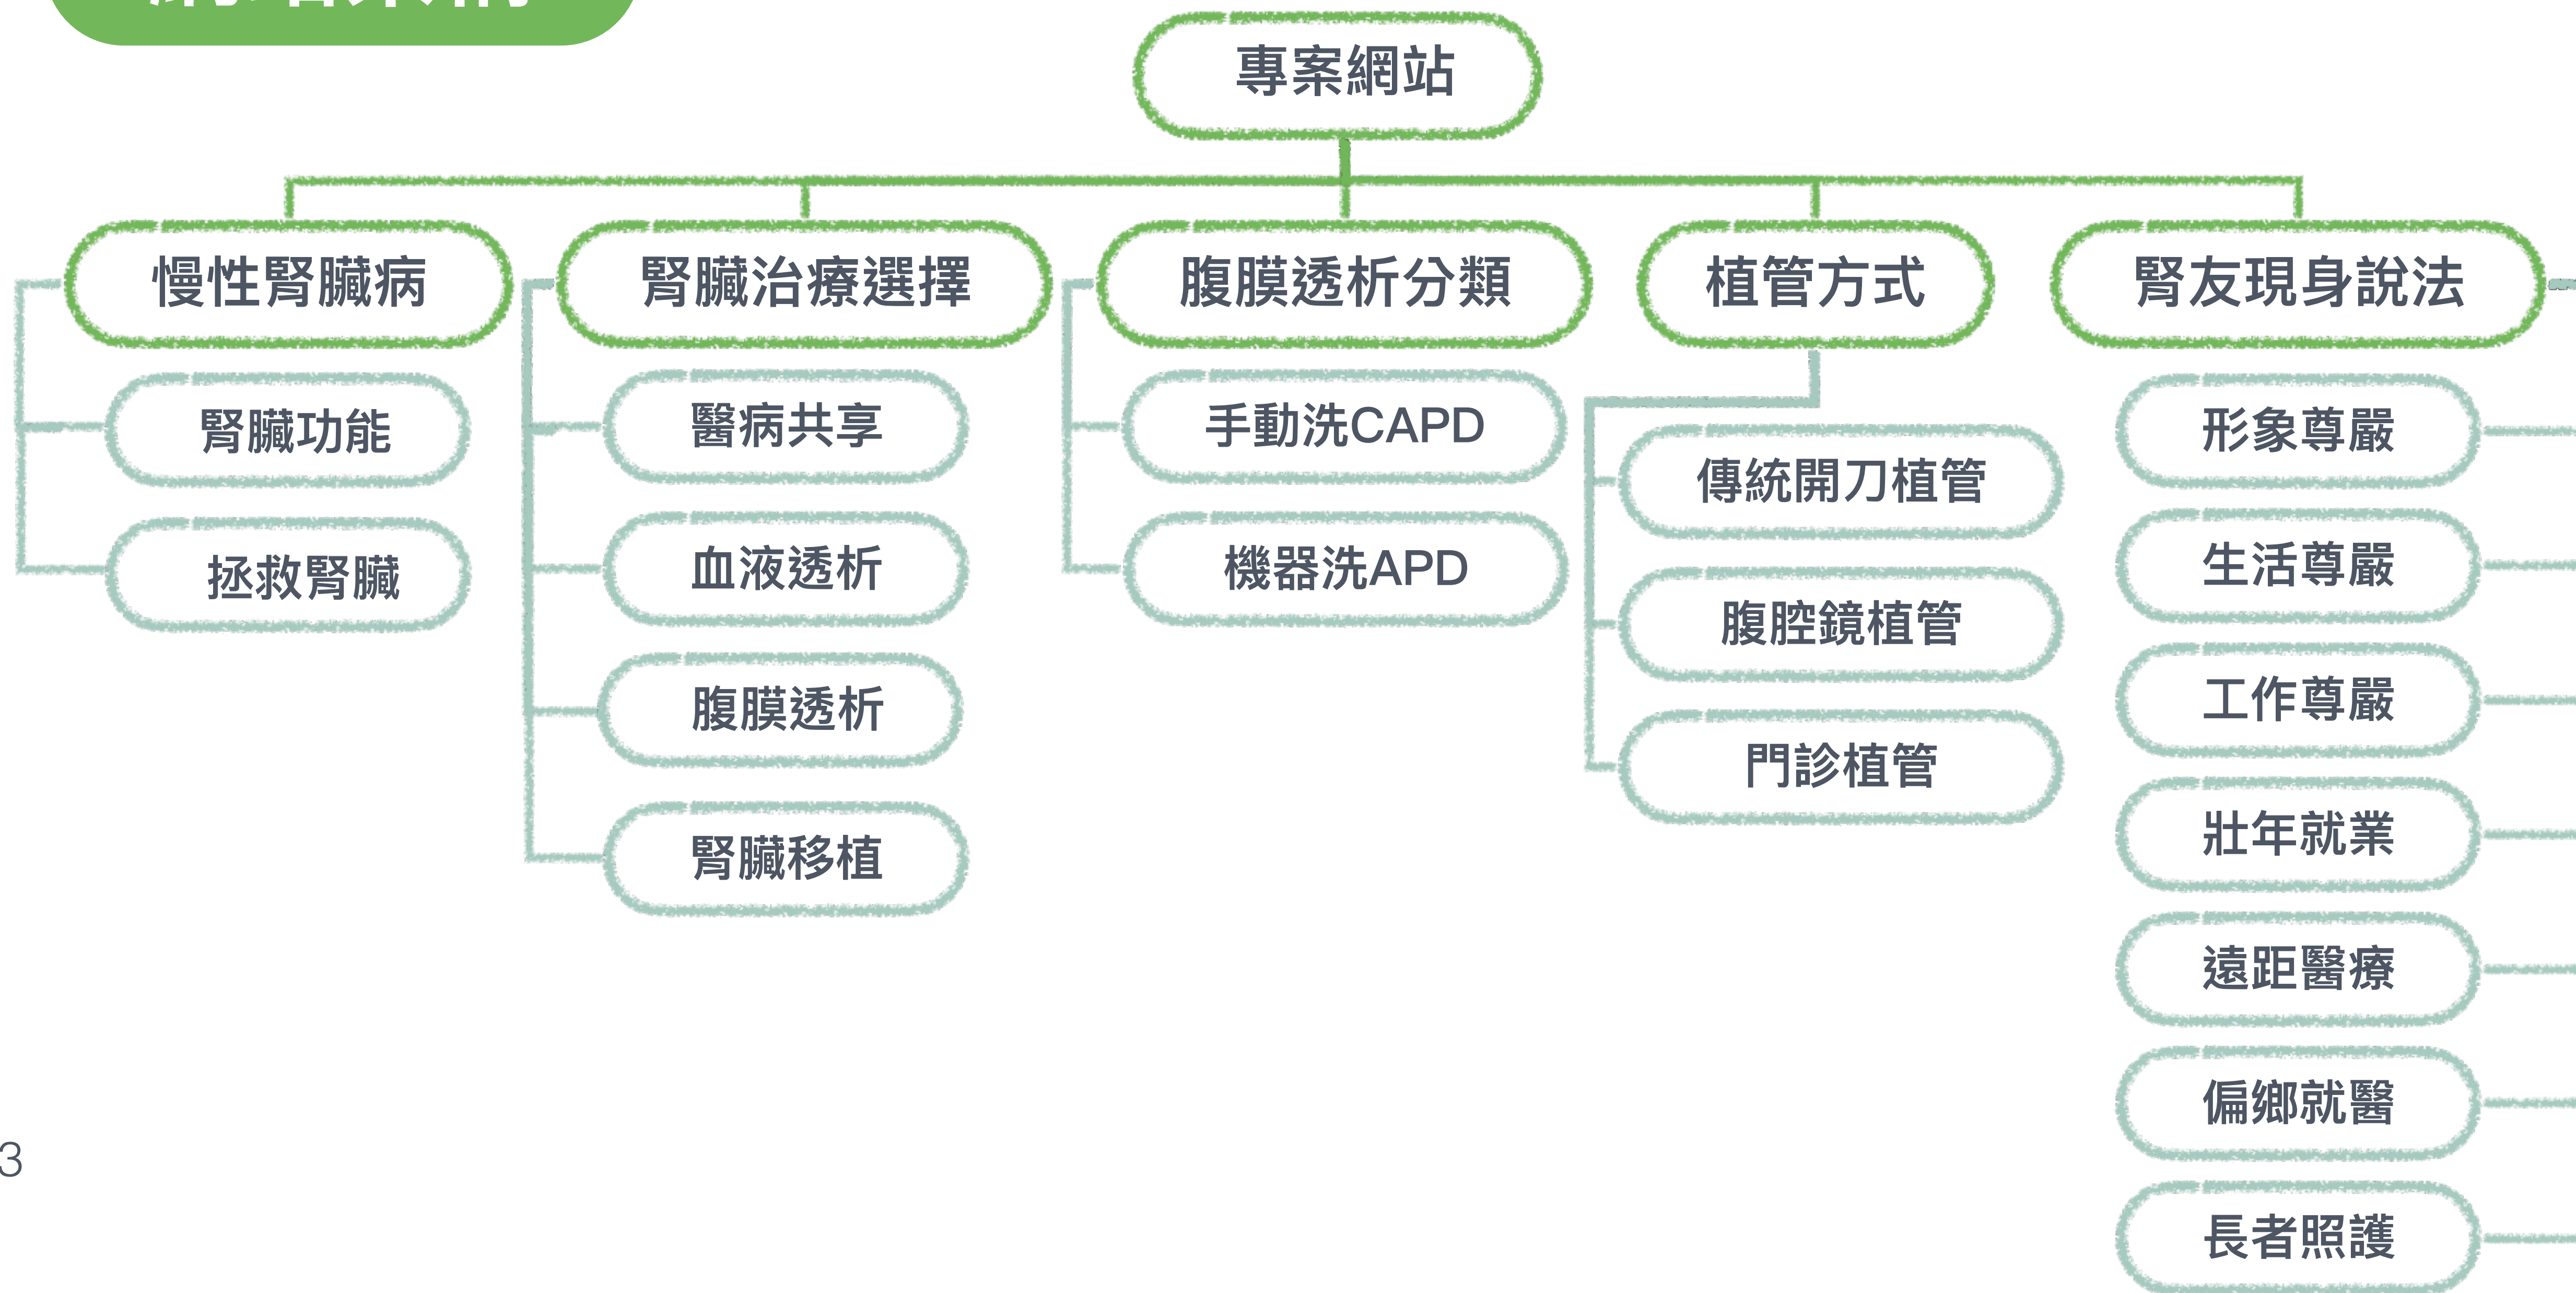 專案網站
慢性腎臟病
腎臟功能
拯救腎臟
腎臟治療選擇
醫病共享
血液透析
腹膜透析
腎臟移植
腹膜透析分類
手動洗CAPD
機器洗APD
植管方式
傳統開刀植管
腹腔鏡植管
門診植管
腎友現身說法
形象尊嚴
生活尊嚴
工作尊嚴
壯年就業
遠距醫療
偏鄉就醫
長者照護
3